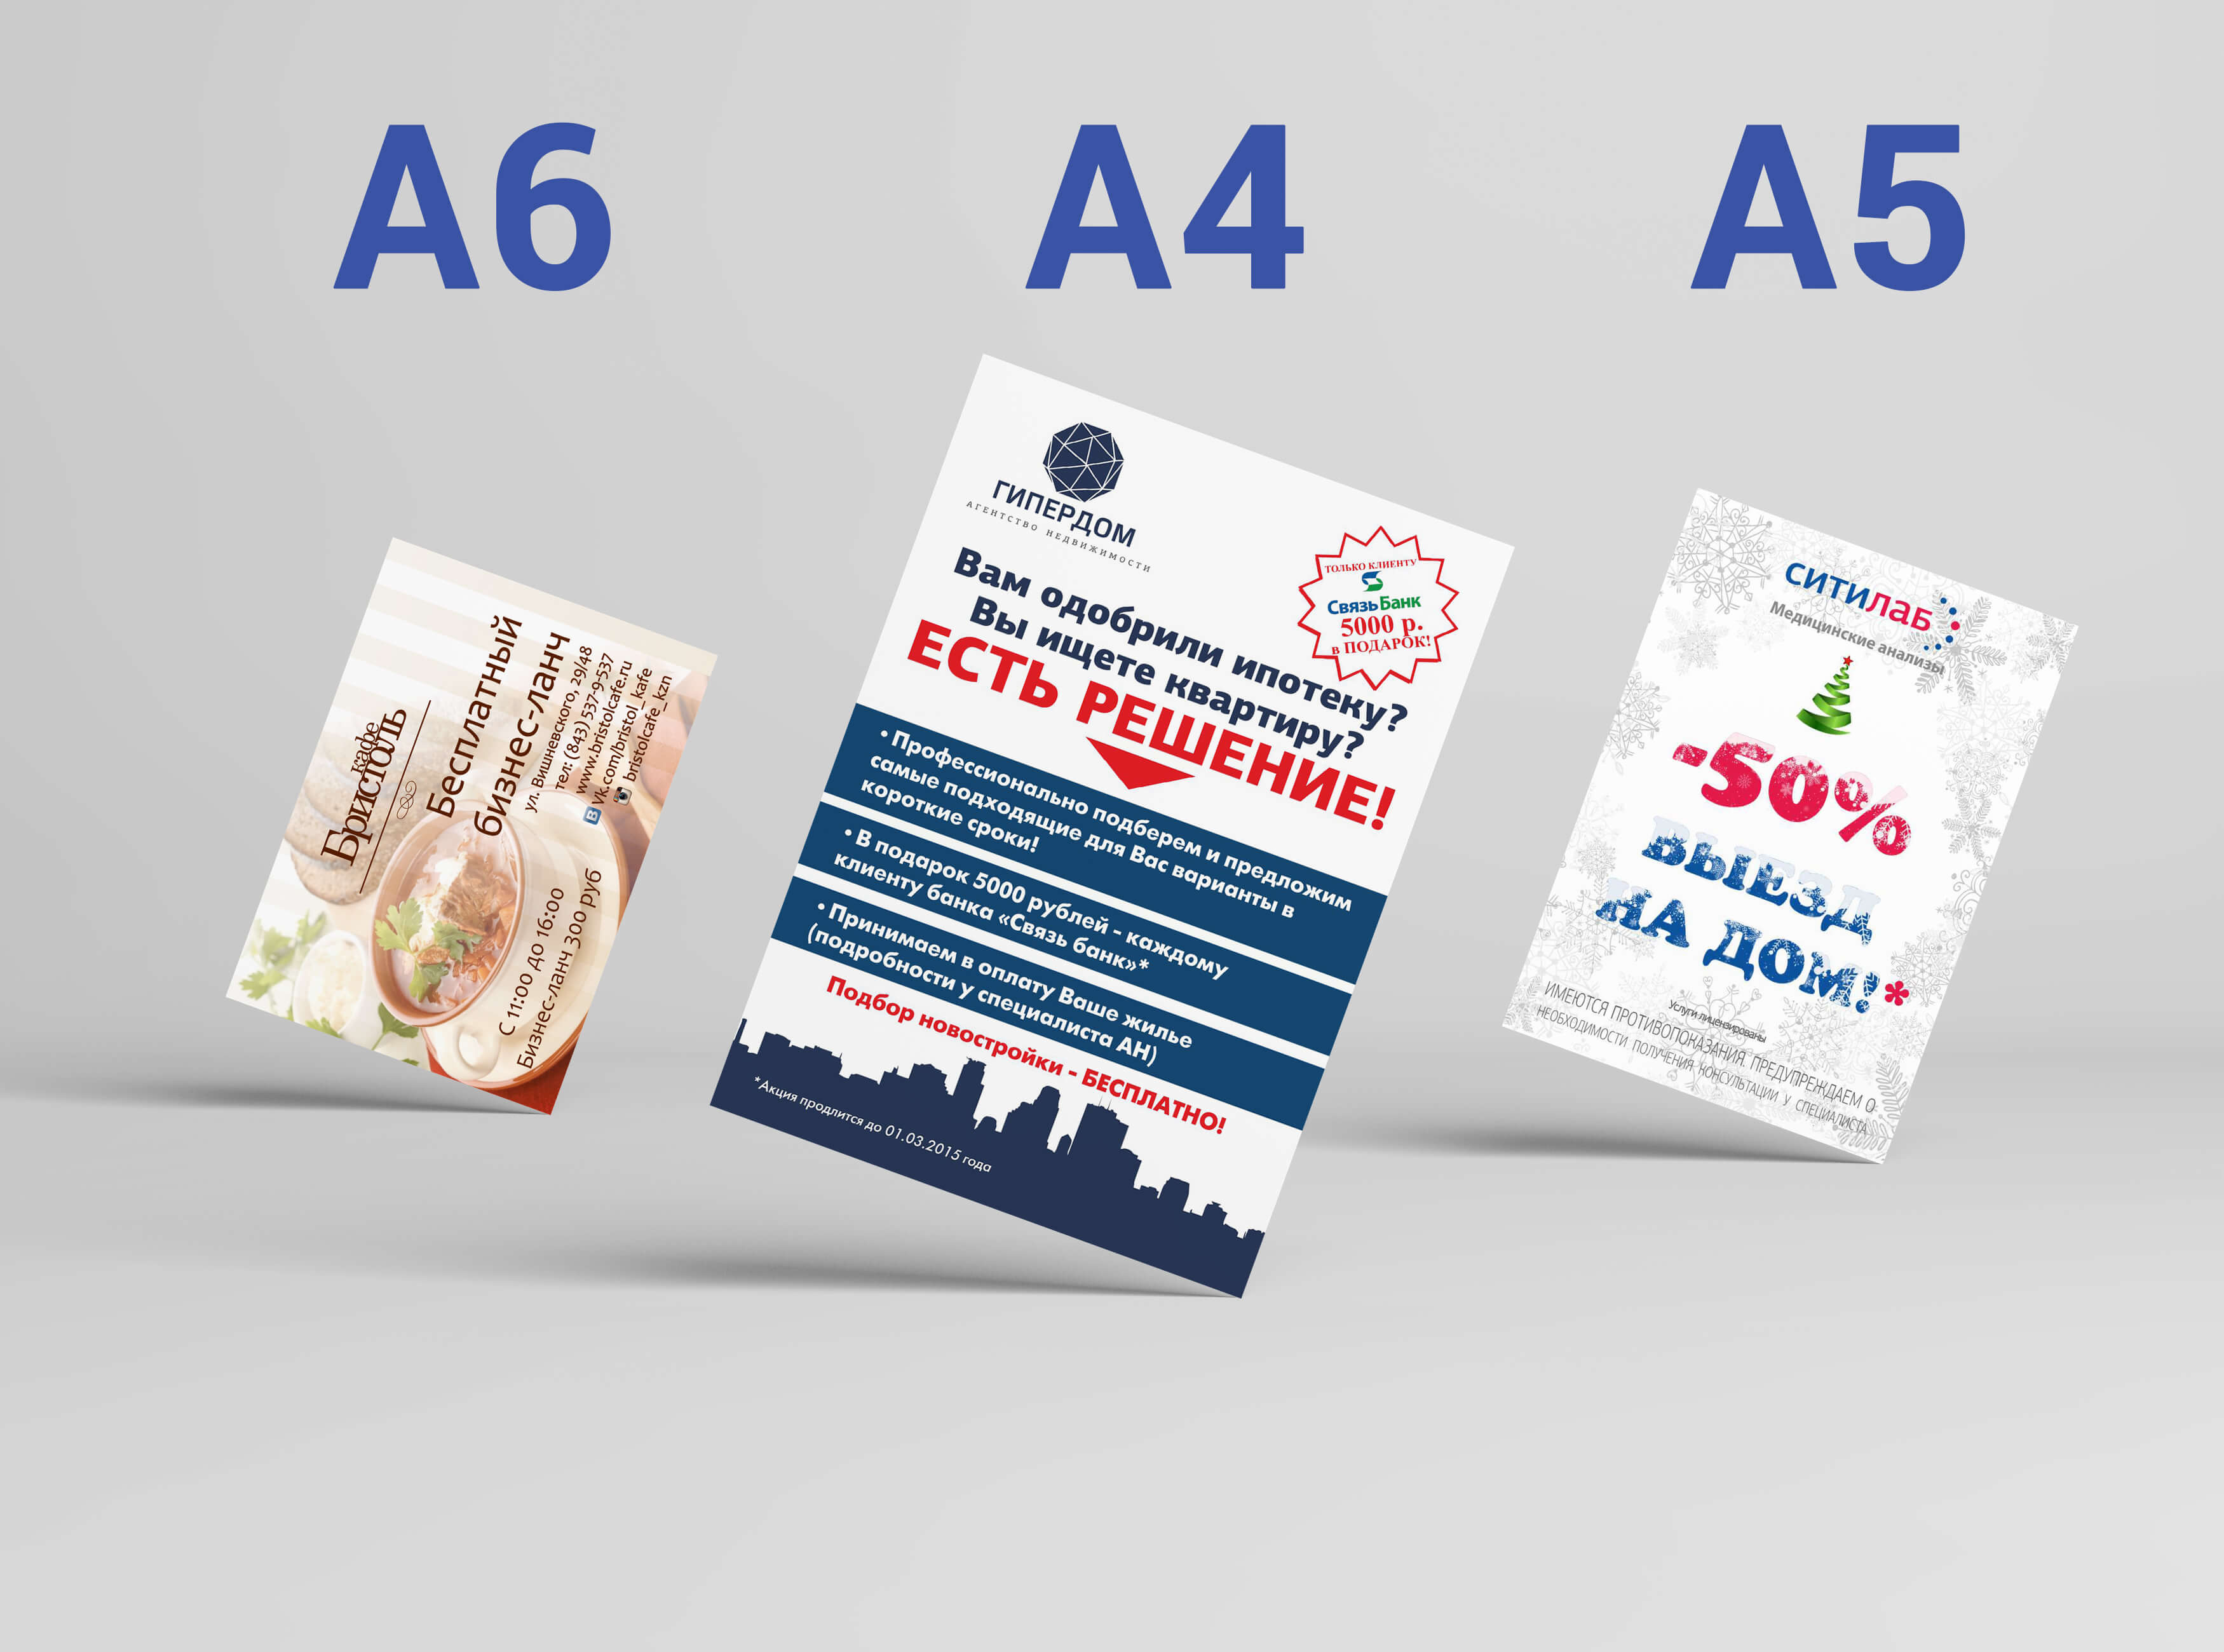 A6
A4
A5
кафе
Бристоль
Бесплатный
бизнес-ланч
ул. Вишневского, 29/48
тел: (843) 537-9-537
www.bristolcafe.ru
Vk.com/bristol_kafe
bristolcafe_kzn
С 11:00 до 16:00
Бизнес-ланч 300 руб
ГИПЕРДОМ
АГЕНТСТВО НЕДВИЖИМОСТИ
ТОЛЬКО КЛИЕНТУ
СвязьБанк
5000 р.
в ПОДАРОК!
Вам одобрили ипотеку?
Вы ищете квартиру?
ЕСТЬ РЕШЕНИЕ!
• Профессионально подберем и предложим
самые подходящие для Вас варианты в
короткие сроки!
• В подарок 5000 рублей - каждому
клиенту банка «Связь банк»*
• Принимаем в оплату Ваше жилье
(подробности у специалиста АН)
Подбор новостройки - БЕСПЛАТНО!
*Акция продлится до 01.03.2015 года
СИТИЛАБ
Медицинские анализы
-50%
ВЫЕЗД
НА ДОМ!*
Услуги лицензированы
ИМЕЮТСЯ ПРОТИВОПОКАЗАНИЯ. ПРЕДУПРЕЖДАЕМ О
НЕОБХОДИМОСТИ ПОЛУЧЕНИЯ КОНСУЛЬТАЦИИ У СПЕЦИАЛИСТА